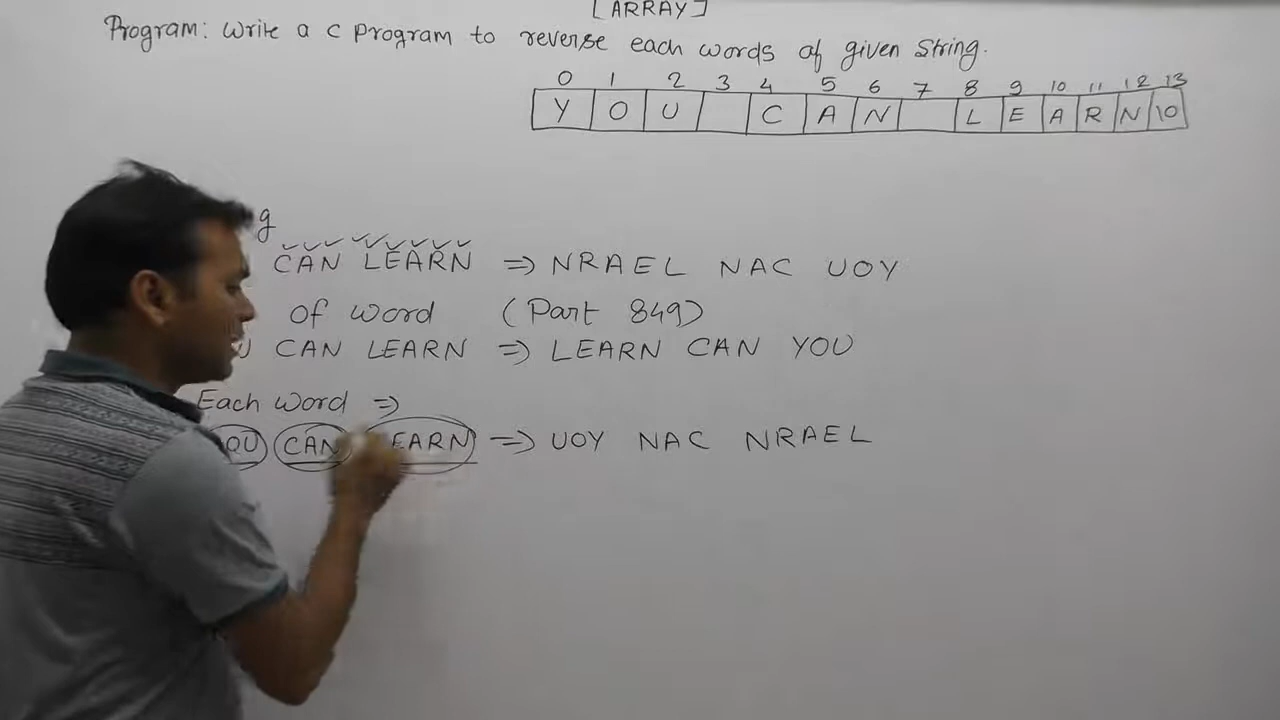 [ARRAY]
Program: Write a C Program to reverse each words of given String.
0 1 2 3 4 5 6 7 8 9 10 11 12 13
Y O U C A N L E A R N \0
g
CAN LEARN ⇒ NRAEL NAC UOY
of word (Part 849)
U CAN LEARN ⇒ LEARN CAN YOU
Each word ⇒
OU CAN EARN ⇒ UOY NAC NRAEL